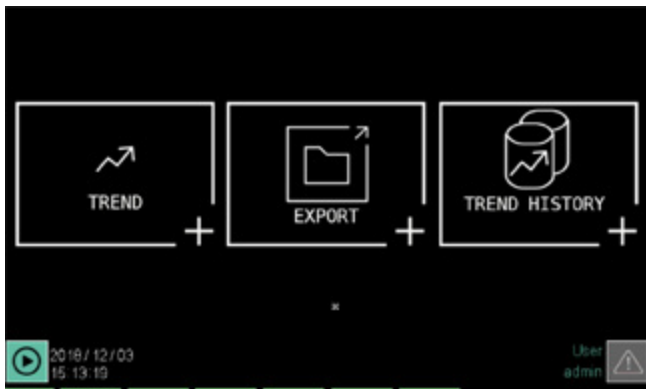 TREND
EXPORT
TREND HISTORY
2018/12/03
15:13:19
User
admin